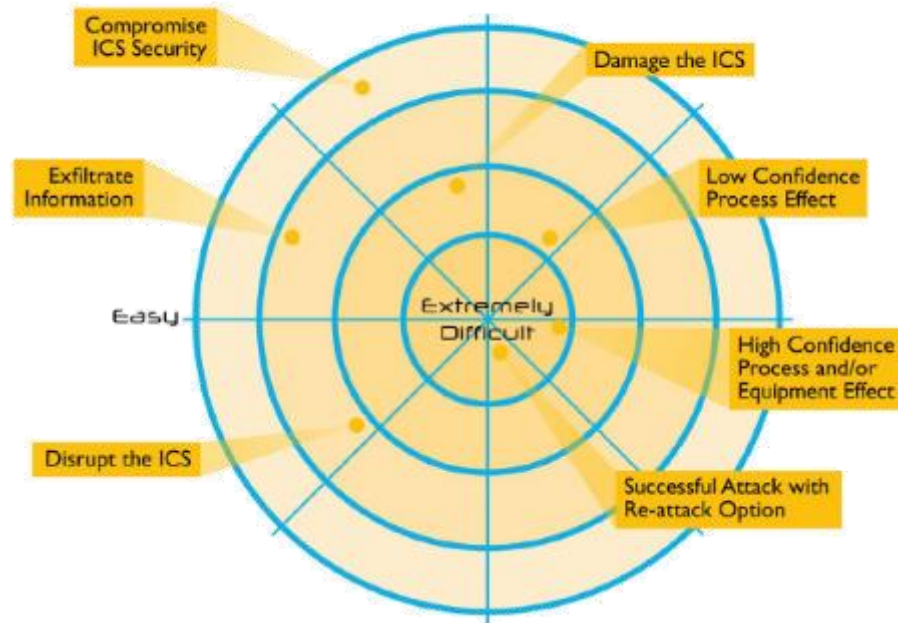 Compromise
ICS Security
Damage the ICS
Exfiltrate
Information
Low Confidence
Process Effect
Easy
Extremely
Difficult
High Confidence
Process and/or
Equipment Effect
Disrupt the ICS
Successful Attack with
Re-attack Option